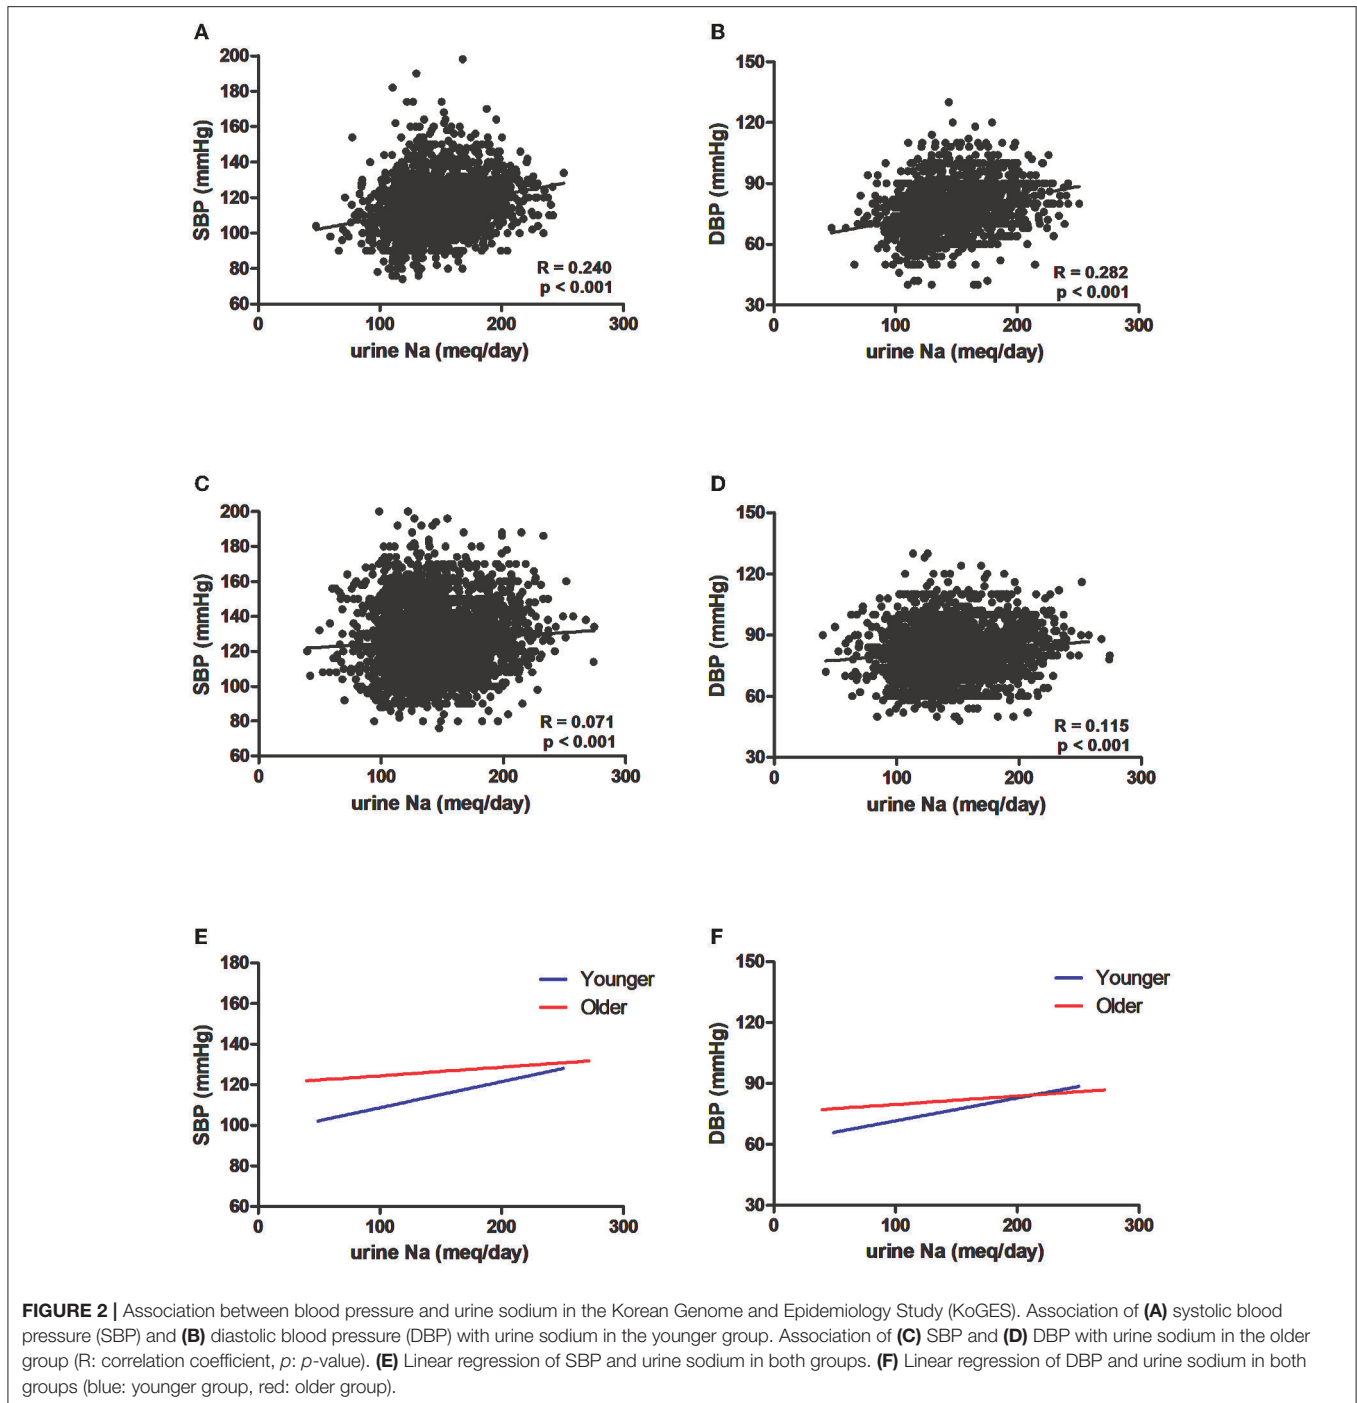 A
200
180
160
140
120
100
80
60
SBP (mmHg)
R = 0.240
p < 0.001
0
100
200
300
urine Na (meq/day)
B
150
120
90
60
30
DBP (mmHg)
R = 0.282
p < 0.001
0
100
200
300
urine Na (meq/day)
C
200
180
160
140
120
100
80
60
SBP (mmHg)
R = 0.071
p < 0.001
0
100
200
300
urine Na (meq/day)
D
150
120
90
60
30
DBP (mmHg)
R = 0.115
p < 0.001
0
100
200
300
urine Na (meq/day)
E
180
160
140
120
100
80
60
SBP (mmHg)
Younger
Older
0
100
200
300
urine Na (meq/day)
F
150
120
90
60
30
DBP (mmHg)
Younger
Older
0
100
200
300
urine Na (meq/day)
FIGURE 2 | Association between blood pressure and urine sodium in the Korean Genome and Epidemiology Study (KoGES). Association of (A) systolic blood
pressure (SBP) and (B) diastolic blood pressure (DBP) with urine sodium in the younger group. Association of (C) SBP and (D) DBP with urine sodium in the older
group (R: correlation coefficient, p: p-value). (E) Linear regression of SBP and urine sodium in both groups. (F) Linear regression of DBP and urine sodium in both
groups (blue: younger group, red: older group).